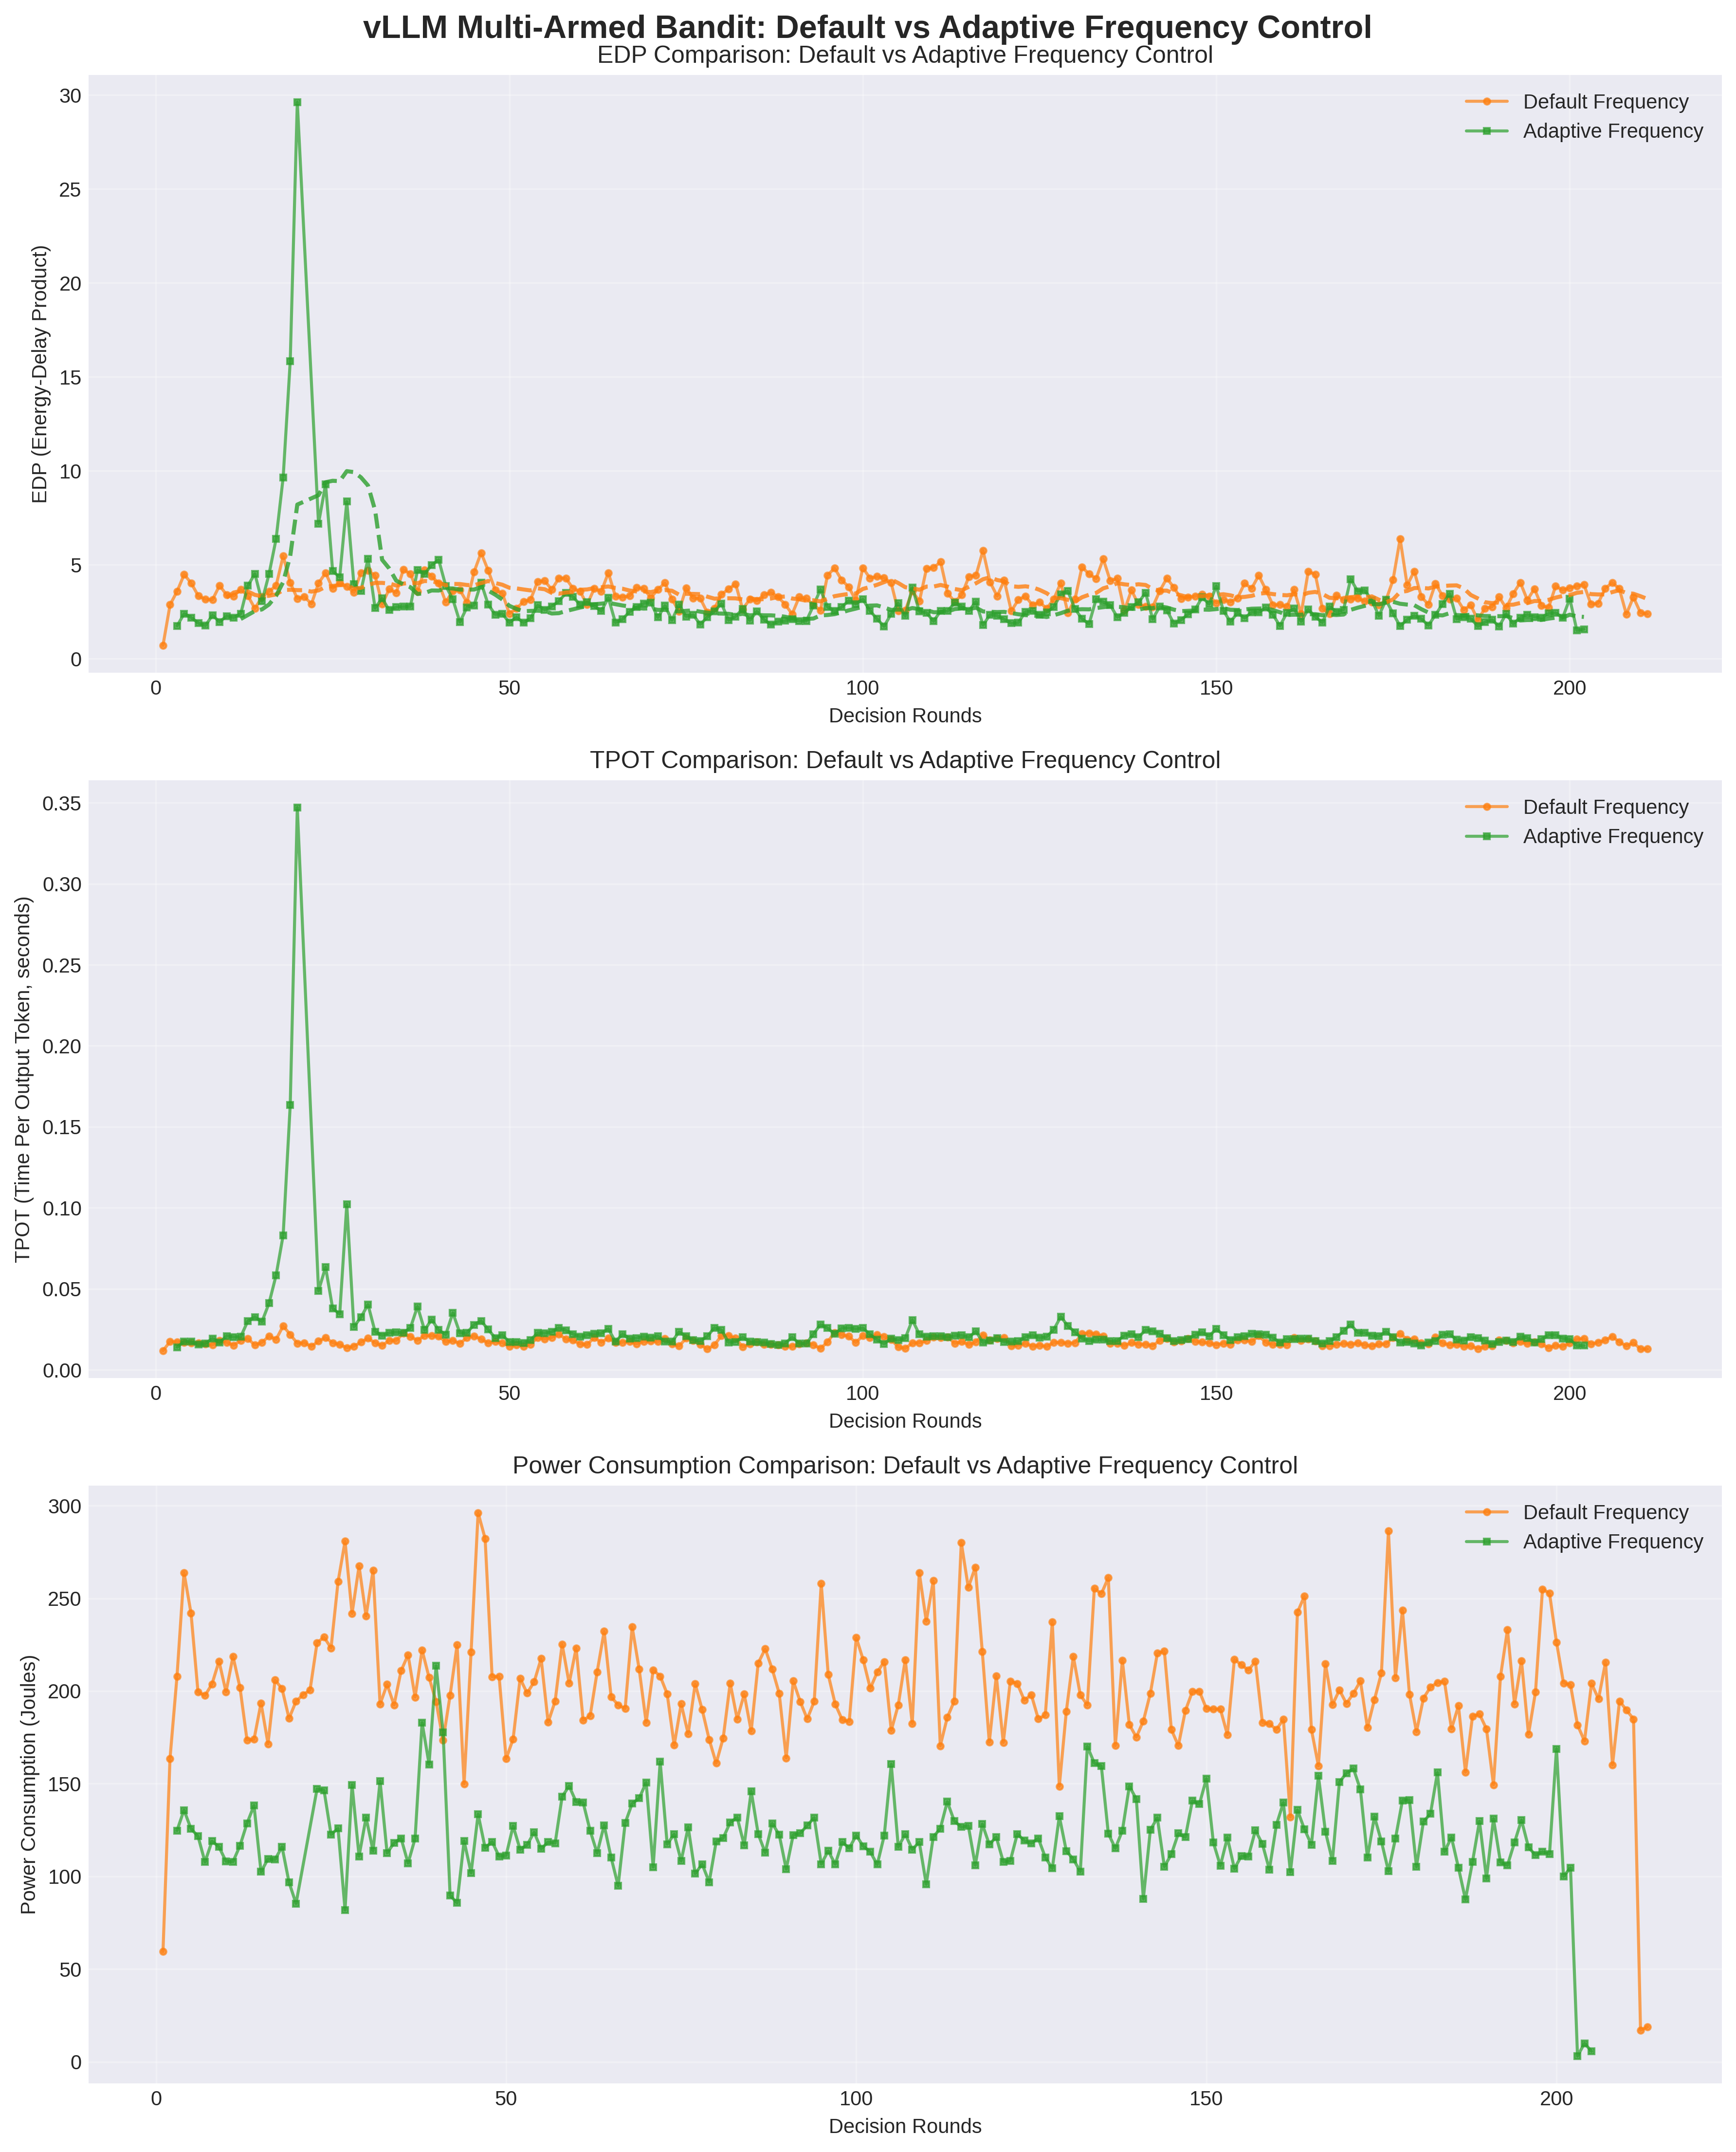 vLLM Multi-Armed Bandit: Default vs Adaptive Frequency Control
EDP Comparison: Default vs Adaptive Frequency Control
30
25
20
15
10
5
0
EDP (Energy-Delay Product)
Default Frequency
Adaptive Frequency
0 50 100 150 200
Decision Rounds
TPOT Comparison: Default vs Adaptive Frequency Control
0.35
0.30
0.25
0.20
0.15
0.10
0.05
0.00
TPOT (Time Per Output Token, seconds)
Default Frequency
Adaptive Frequency
0 50 100 150 200
Decision Rounds
Power Consumption Comparison: Default vs Adaptive Frequency Control
300
250
200
150
100
50
0
Power Consumption (Joules)
Default Frequency
Adaptive Frequency
0 50 100 150 200
Decision Rounds